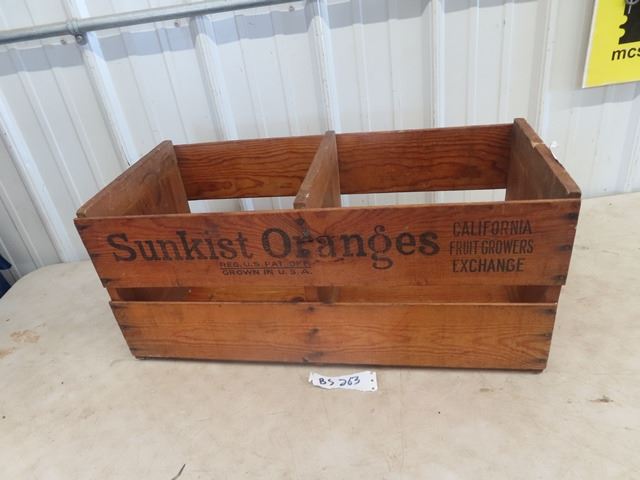 Sunkist Oranges
REG. U.S. PAT. OFF.
GROWN IN U.S.A.
CALIFORNIA
FRUIT GROWERS
EXCHANGE
BS 263
mcs